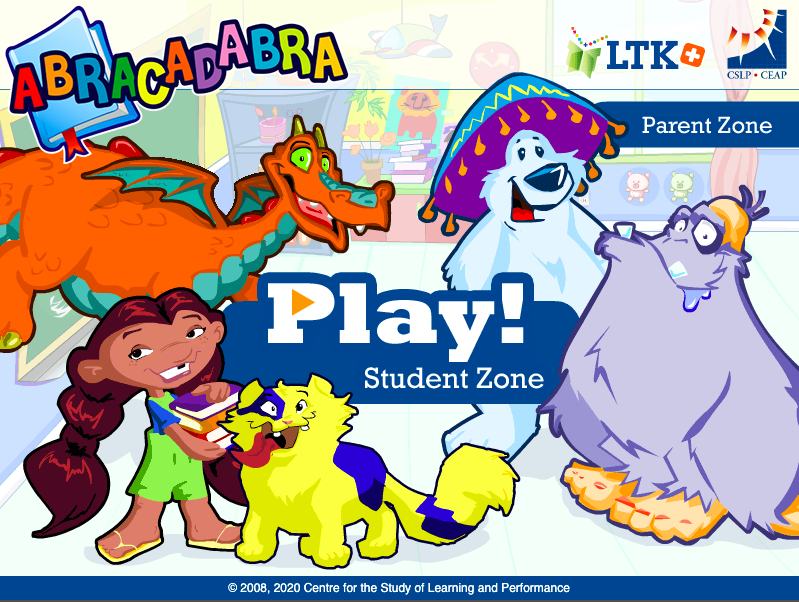 ABRACADABRA
LTK+
CSLP • CEAP
Parent Zone
Play!
Student Zone
© 2008, 2020 Centre for the Study of Learning and Performance